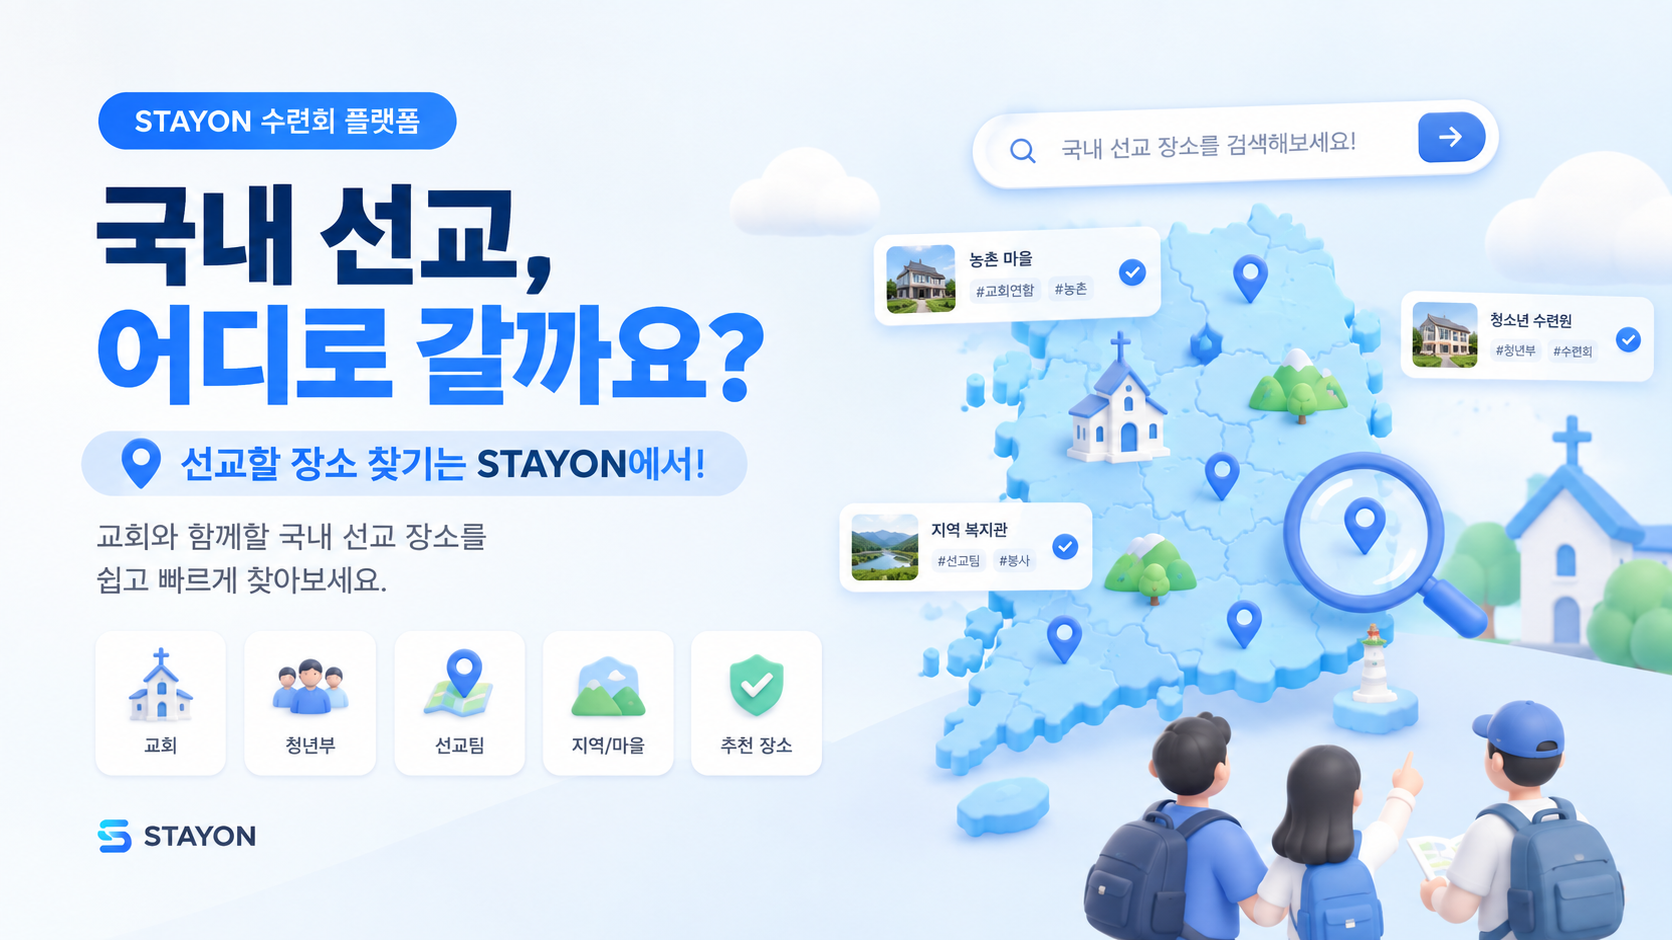 STAYON 수련회 플랫폼
국내 선교,
어디로 갈까요?
선교할 장소 찾기는 STAYON에서!
교회와 함께할 국내 선교 장소를
쉽고 빠르게 찾아보세요.
교회
청년부
선교팀
지역/마을
추천 장소
STAYON
국내 선교 장소를 검색해보세요!
농촌 마을
#교회연합 #농촌
청소년 수련원
#청년부 #수련회
지역 복지관
#선교팀 #봉사